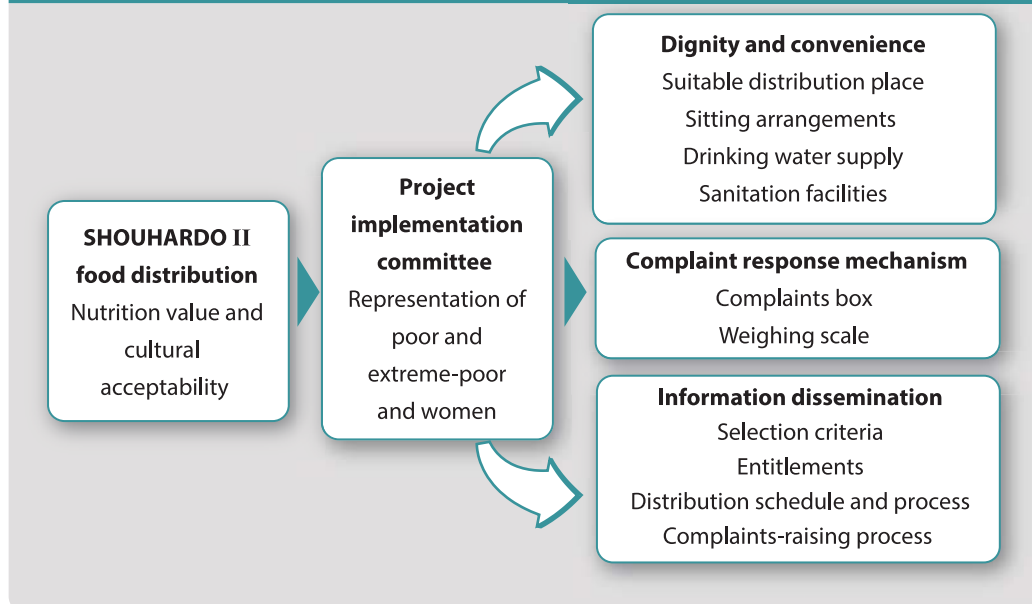 SHOUHARDO II
food distribution
Nutrition value and
cultural
acceptability
Project
implementation
committee
Representation of
poor and
extreme-poor
and women
Dignity and convenience
Suitable distribution place
Sitting arrangements
Drinking water supply
Sanitation facilities
Complaint response mechanism
Complaints box
Weighing scale
Information dissemination
Selection criteria
Entitlements
Distribution schedule and process
Complaints-raising process